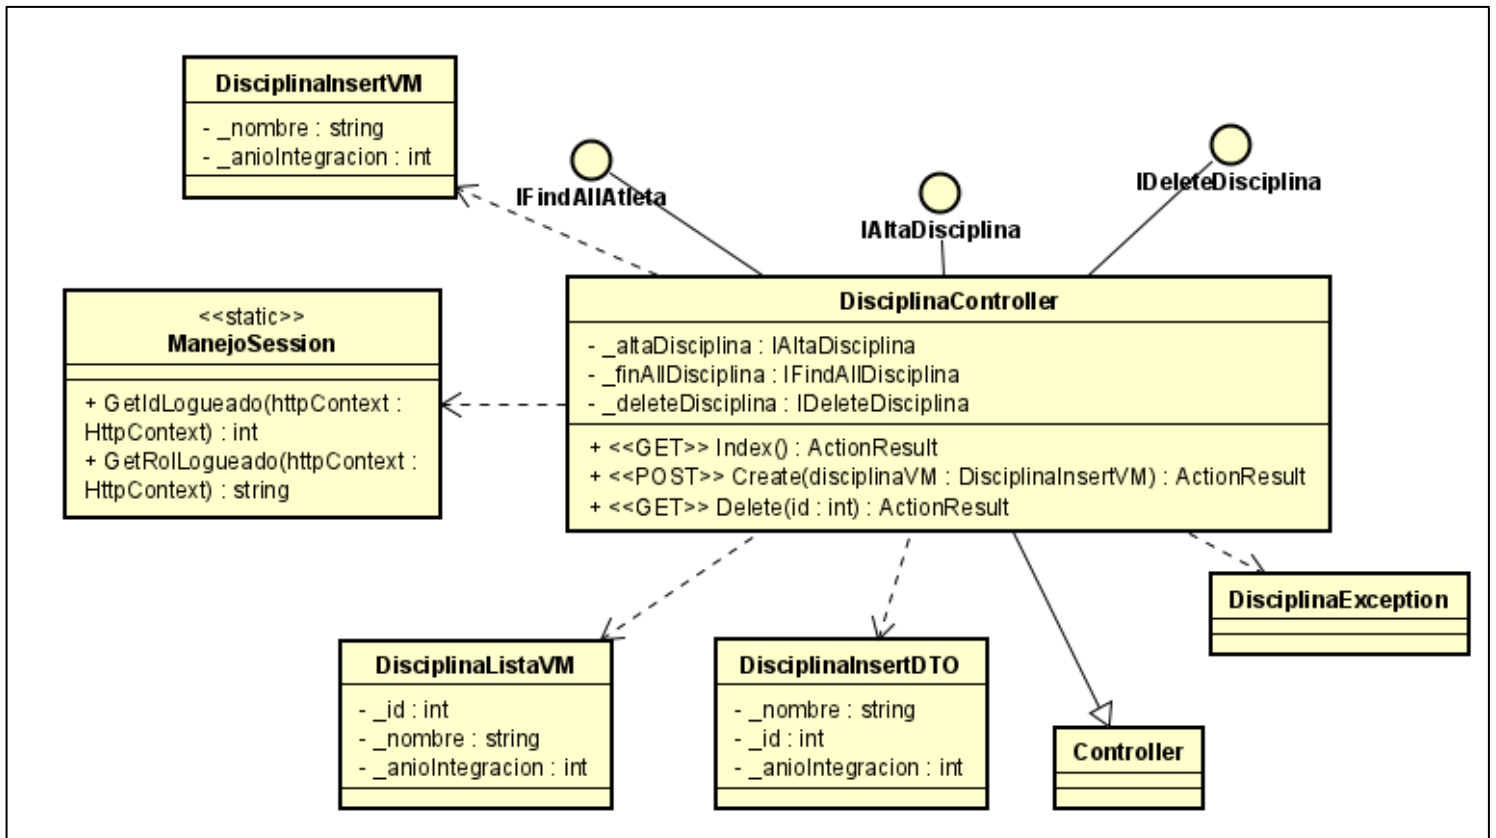 DisciplinaInsertVM
- _nombre : string
- _anioIntegracion : int
IFindAllAtleta
IAltaDisciplina
IDeleteDisciplina
<<static>>
ManejoSession
+ GetIdLogueado(httpContext :
HttpContext) : int
+ GetRolLogueado(httpContext :
HttpContext) : string
DisciplinaController
- _altaDisciplina : IAltaDisciplina
- _finAllDisciplina : IFindAllDisciplina
- _deleteDisciplina : IDeleteDisciplina
+ <<GET>> Index() : ActionResult
+ <<POST>> Create(disciplinaVM : DisciplinaInsertVM) : ActionResult
+ <<GET>> Delete(id : int) : ActionResult
DisciplinaListaVM
- _id : int
- _nombre : string
- _anioIntegracion : int
DisciplinaInsertDTO
- _nombre : string
- _id : int
- _anioIntegracion : int
Controller
DisciplinaException